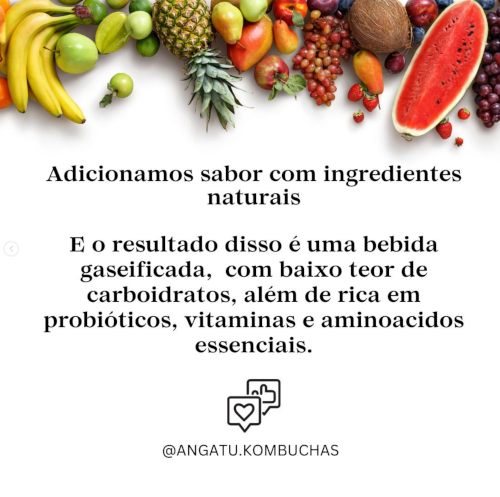 Adicionamos sabor com ingredientes
naturais
E o resultado disso é uma bebida
gaseificada, com baixo teor de
carboidratos, além de rica em
probióticos, vitaminas e aminoacidos
essenciais.
@ANGATU.KOMBUCHAS